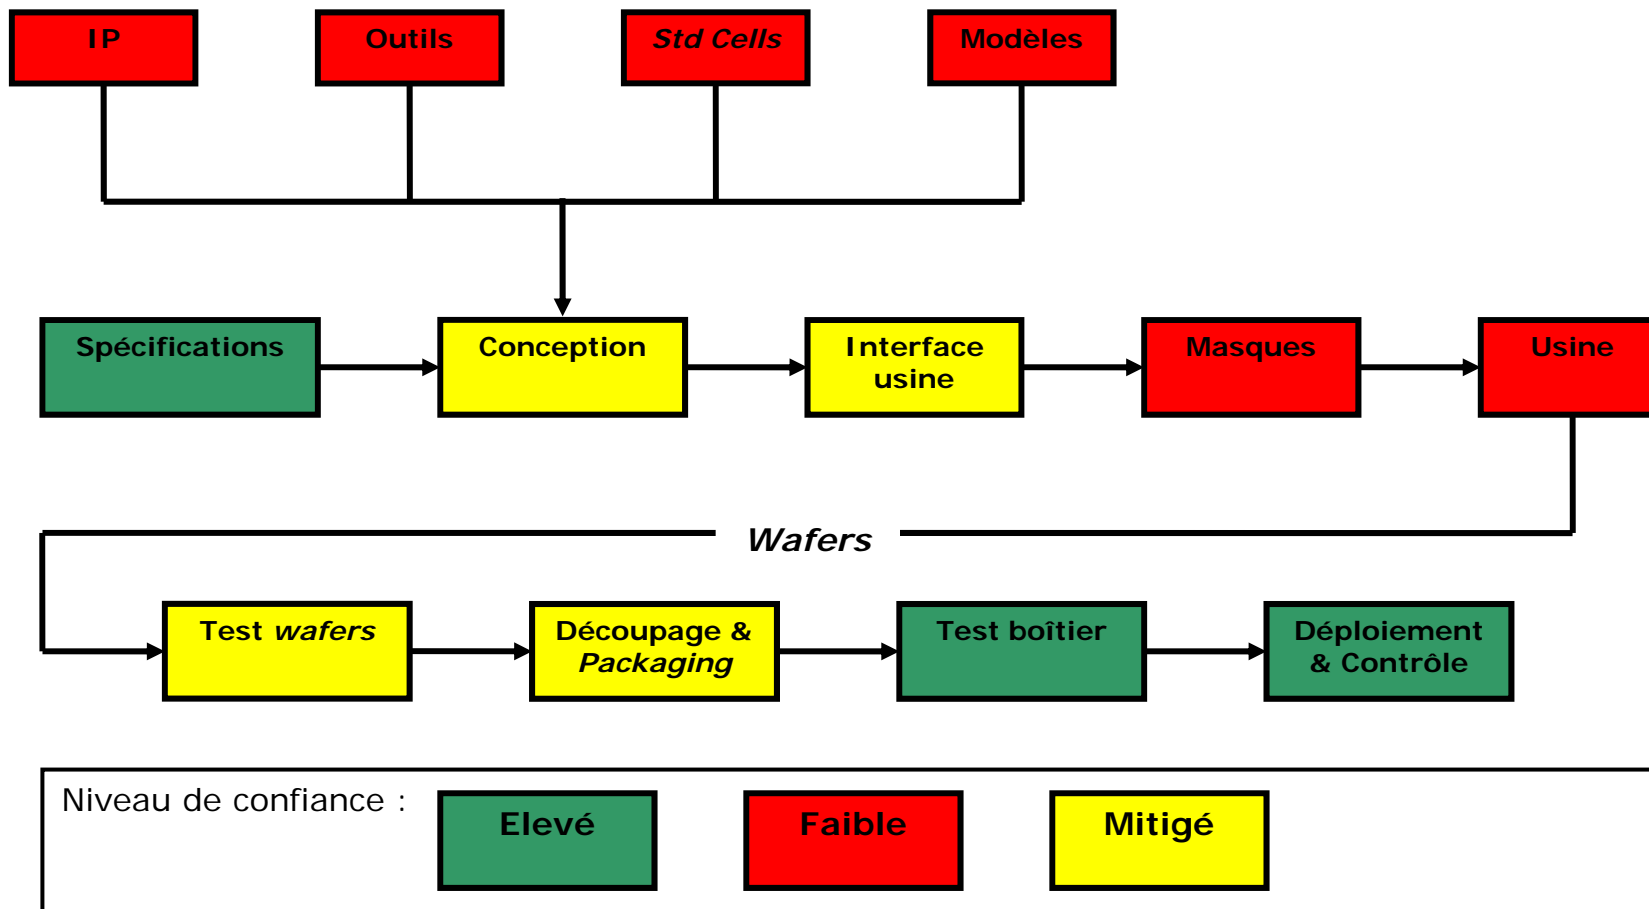 IP
Outils
Std Cells
Modèles
Spécifications
Conception
Interface
usine
Masques
Usine
Wafers
Test wafers
Découpage &
Packaging
Test boîtier
Déploiement
& Contrôle
Niveau de confiance :
Elevé
Faible
Mitigé